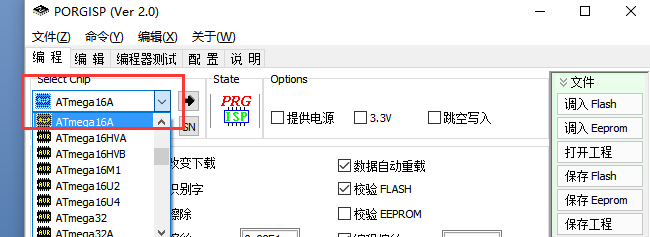 PORGISP (Ver 2.0)
文件(Z) 命令(Y) 编辑(X) 关于(W)
编 程 编 辑 编程器测试 配 置 说 明
Select Chip State Options
ATmega16A
PRG
ISP
提供电源 3.3V 跳空写入
SN
ATmega16A
ATmega16HVA
ATmega16HVB
ATmega16M1
ATmega16U2
ATmega16U4
ATmega32
ATmega32A
改变下载 数据自动重载
识别字 校验 FLASH
擦除 校验 EEPROM
文件
调入 Flash
调入 Eeprom
打开工程
保存 Flash
保存 Eeprom
保存工程